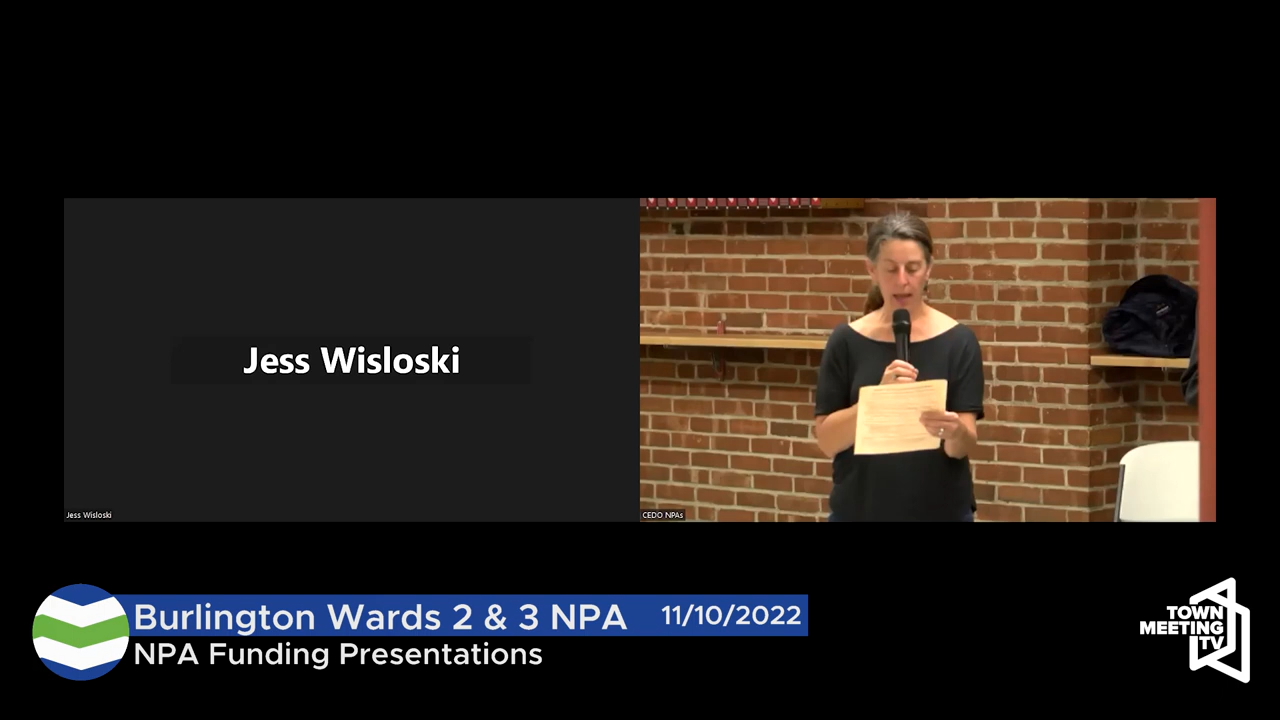 Jess Wisloski
Jess Wisloski
CEDO NPAs
Burlington Wards 2 & 3 NPA 11/10/2022
NPA Funding Presentations
TOWN
MEETING
TV